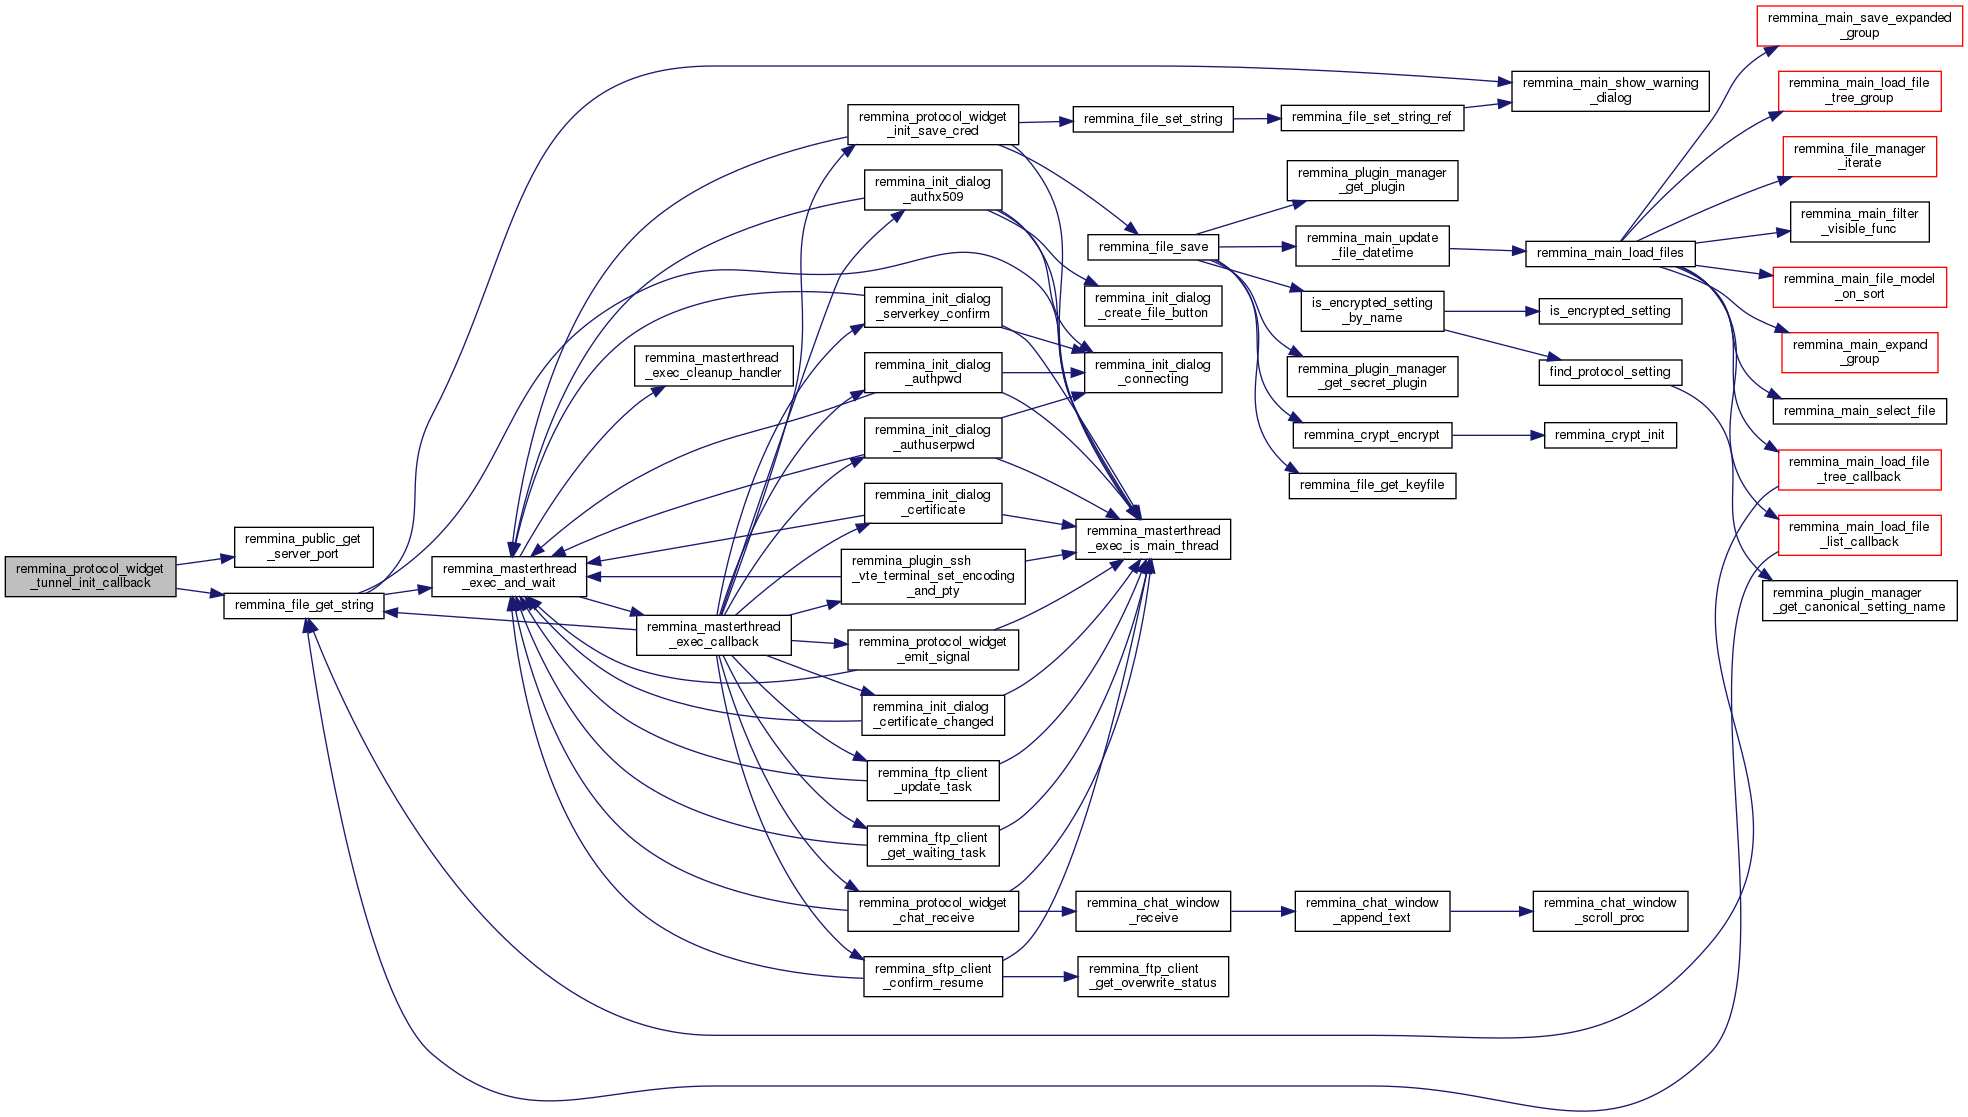 remmina_protocol_widget
_tunnel_init_callback
remmina_public_get
_server_port
remmina_file_get_string
remmina_masterthread
_exec_and_wait
remmina_masterthread
_exec_cleanup_handler
remmina_masterthread
_exec_callback
remmina_protocol_widget
_init_save_cred
remmina_init_dialog
_authx509
remmina_init_dialog
_serverkey_confirm
remmina_init_dialog
_authpwd
remmina_init_dialog
_authuserpwd
remmina_init_dialog
_certificate
remmina_plugin_ssh
_vte_terminal_set_encoding
_and_pty
remmina_protocol_widget
_emit_signal
remmina_init_dialog
_certificate_changed
remmina_ftp_client
_update_task
remmina_ftp_client
_get_waiting_task
remmina_protocol_widget
_chat_receive
remmina_sftp_client
_confirm_resume
remmina_file_set_string
remmina_file_save
remmina_init_dialog
_create_file_button
remmina_init_dialog
_connecting
remmina_masterthread
_exec_is_main_thread
remmina_chat_window
_receive
remmina_ftp_client
_get_overwrite_status
remmina_file_set_string_ref
remmina_plugin_manager
_get_plugin
remmina_main_update
_file_datetime
is_encrypted_setting
_by_name
remmina_plugin_manager
_get_secret_plugin
remmina_crypt_encrypt
remmina_file_get_keyfile
remmina_chat_window
_append_text
remmina_main_show_warning
_dialog
remmina_main_load_files
is_encrypted_setting
find_protocol_setting
remmina_crypt_init
remmina_chat_window
_scroll_proc
remmina_main_save_expanded
_group
remmina_main_load_file
_tree_group
remmina_file_manager
_iterate
remmina_main_filter
_visible_func
remmina_main_file_model
_on_sort
remmina_main_expand
_group
remmina_main_select_file
remmina_main_load_file
_tree_callback
remmina_main_load_file
_list_callback
remmina_plugin_manager
_get_canonical_setting_name